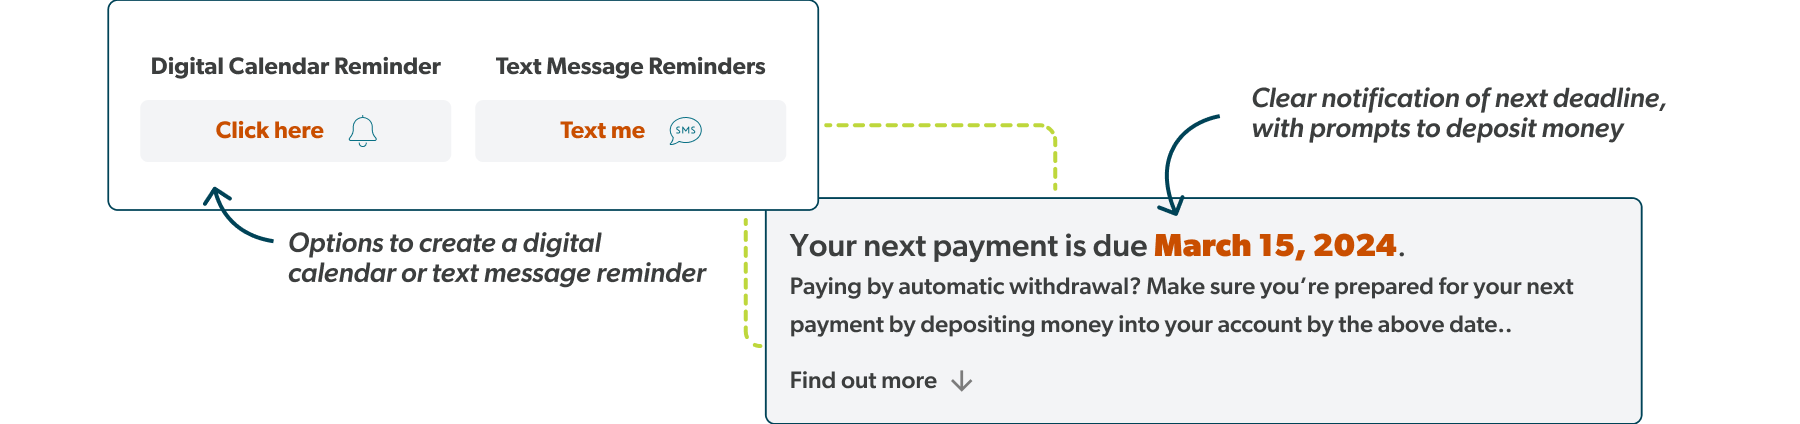 Digital Calendar Reminder
Text Message Reminders
Click here
Text me
SMS
Options to create a digital
calendar or text message reminder
Clear notification of next deadline,
with prompts to deposit money
Your next payment is due March 15, 2024.
Paying by automatic withdrawal? Make sure you’re prepared for your next
payment by depositing money into your account by the above date..
Find out more